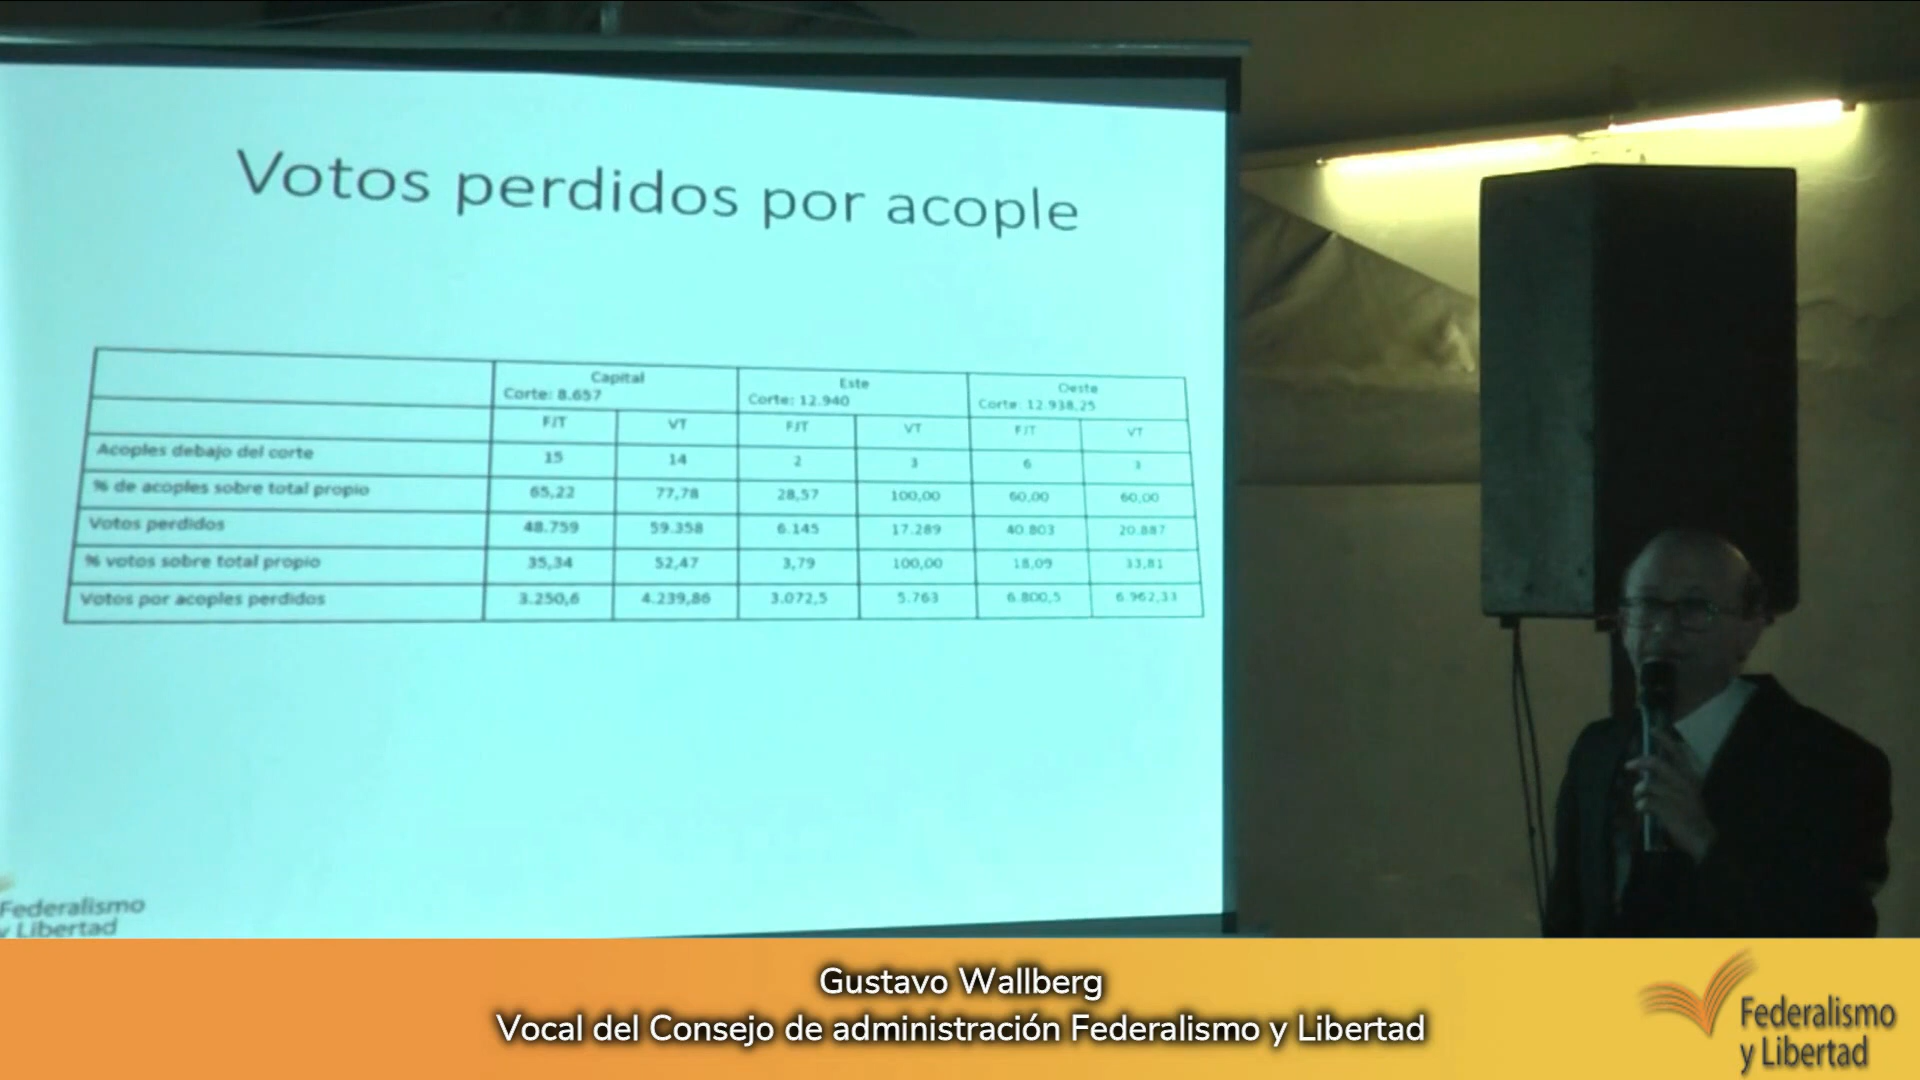 Votos perdidos por acople
Capital
Corte: 8.657
Este
Corte: 12.940
Oeste
Corte: 12.938,25
FJT VT FJT VT FJT VT
Acoples debajo del corte 15 14 2 3 6 3
% de acoples sobre total propio 65,22 77,78 28,57 100,00 60,00 60,00
Votos perdidos 48.759 59.358 6.145 17.289 40.803 20.887
% votos sobre total propio 35,34 52,47 3,79 100,00 18,09 33,81
Votos por acoples perdidos 3.250,6 4.239,86 3.072,5 5.763 6.800,5 6.962,33
Federalismo
y Libertad
Gustavo Wallberg
Vocal del Consejo de administración Federalismo y Libertad
Federalismo
y Libertad